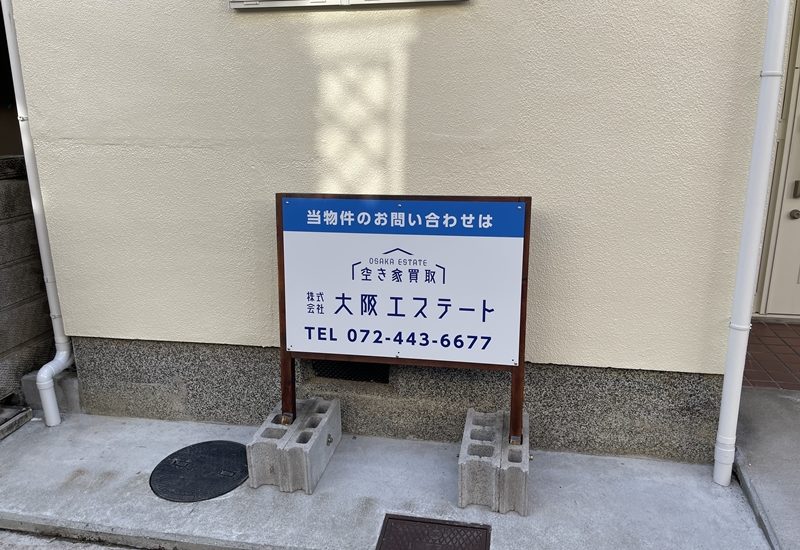 当物件のお問い合わせは
OSAKA ESTATE
空き家買取
株式会社 大阪エステート
TEL 072-443-6677